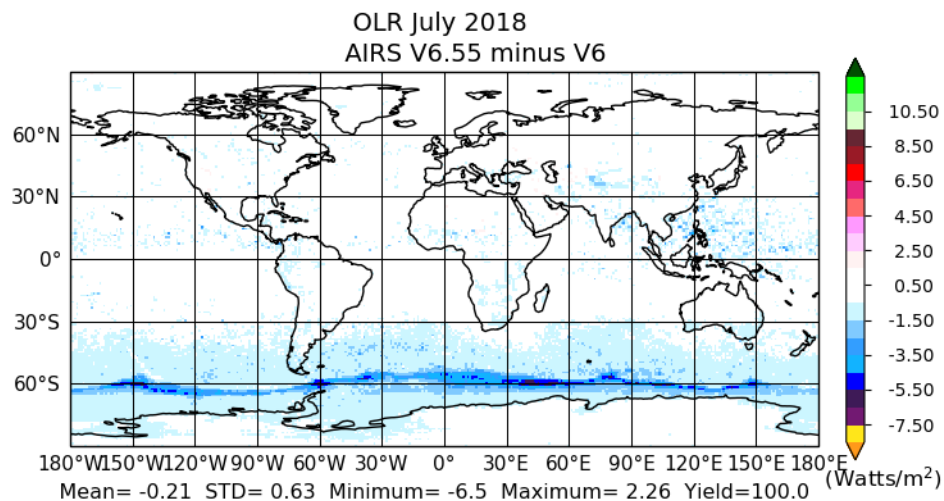 OLR July 2018
AIRS V6.55 minus V6
60°N
30°N
0°
30°S
60°S
180°W150°W120°W90°W 60°W 30°W 0° 30°E 60°E 90°E 120°E 150°E 180°E
10.50
8.50
6.50
4.50
2.50
0.50
-1.50
-3.50
-5.50
-7.50
(Watts/m²)
Mean= -0.21 STD= 0.63 Minimum= -6.5 Maximum= 2.26 Yield=100.0